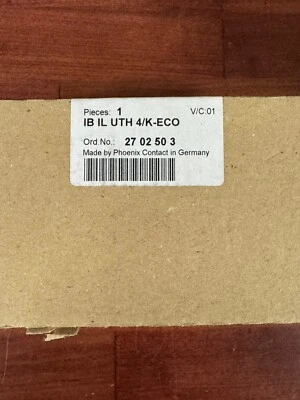 Pieces: 1 V/C:01
IB IL UTH 4/K-ECO
Ord.No.: 27 02 50 3
Made by Phoenix Contact in Germany